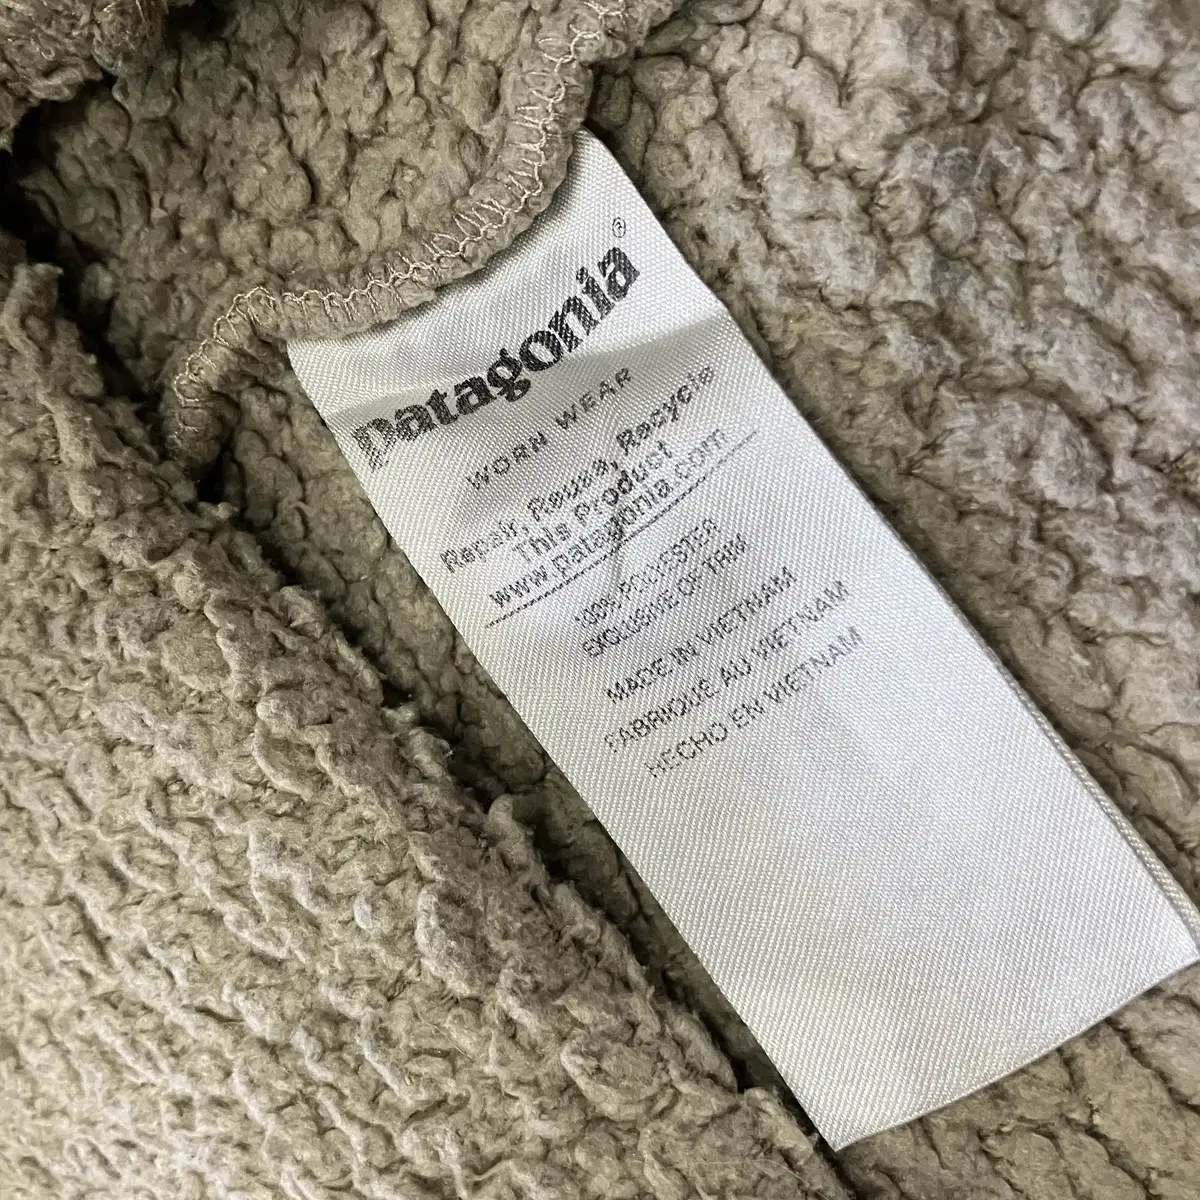 patagonia®
WORN WEAR
Repair, Reuse, Recycle
This Product
www.patagonia.com
100% POLYESTER
EXCLUSIVE OF TRIM
MADE IN VIETNAM
FABRIQUÉ AU VIETNAM
HECHO EN VIETNAM